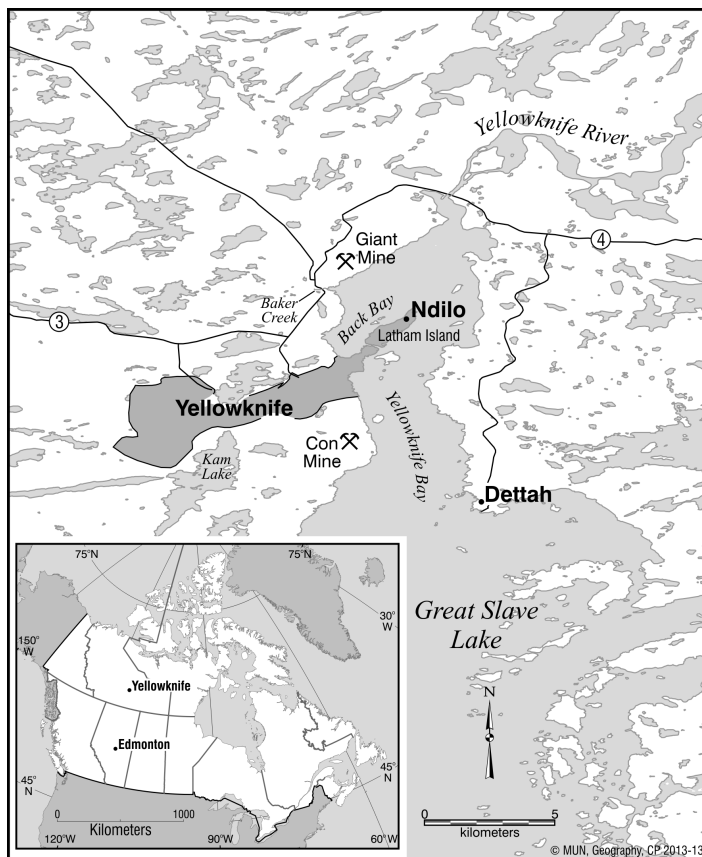 Yellowknife River
4
Giant
Mine
Baker
Creek
Back Bay
Ndilo
Latham Island
3
Yellowknife
Yellowknife Bay
Con
Mine
Kam
Lake
Dettah
Great Slave
Lake
N
0 5
kilometers
75°
N
75°
N
30°
W
150°
W
Yellowknife
Edmonton
45°
N
45°
N
0 1000
Kilometers
120°W
90°W
60°W
© MUN, Geography, CP 2013-13